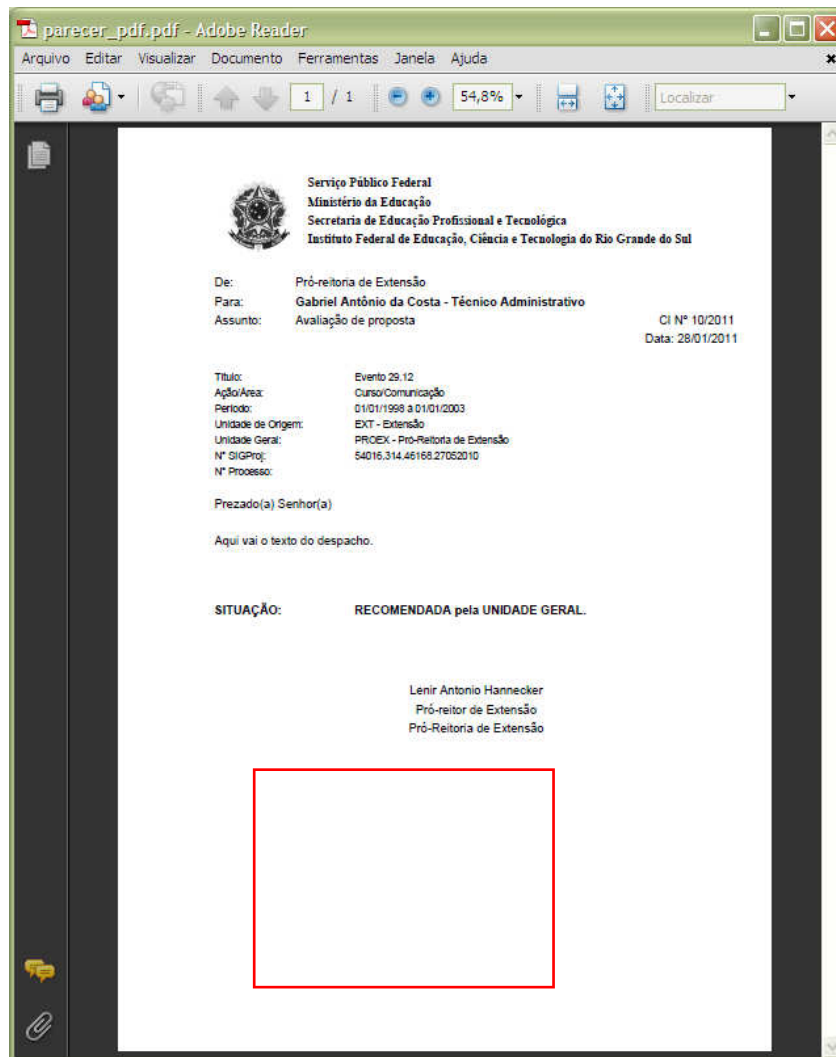 parecer_pdf.pdf - Adobe Reader
Arquivo Editar Visualizar Documento Ferramentas Janela Ajuda
1 / 1 54,8% Localizar
Serviço Público Federal
Ministério da Educação
Secretaria de Educação Profissional e Tecnológica
Instituto Federal de Educação, Ciência e Tecnologia do Rio Grande do Sul
De: Pró-reitoria de Extensão
Para: Gabriel Antônio da Costa - Técnico Administrativo
Assunto: Avaliação de proposta CI Nº 10/2011
Data: 28/01/2011
Título: Evento 29.12
Ação/Área: Curso/Comunicação
Período: 01/01/1998 a 01/01/2003
Unidade de Origem: EXT - Extensão
Unidade Geral: PROEX - Pró-Reitoria de Extensão
Nº SIGProj: 54016.314.46168.27052010
Nº Processo:
Prezado(a) Senhor(a)
Aqui vai o texto do despacho.
SITUAÇÃO: RECOMENDADA pela UNIDADE GERAL.
Lenir Antonio Hannecker
Pró-reitor de Extensão
Pró-Reitoria de Extensão